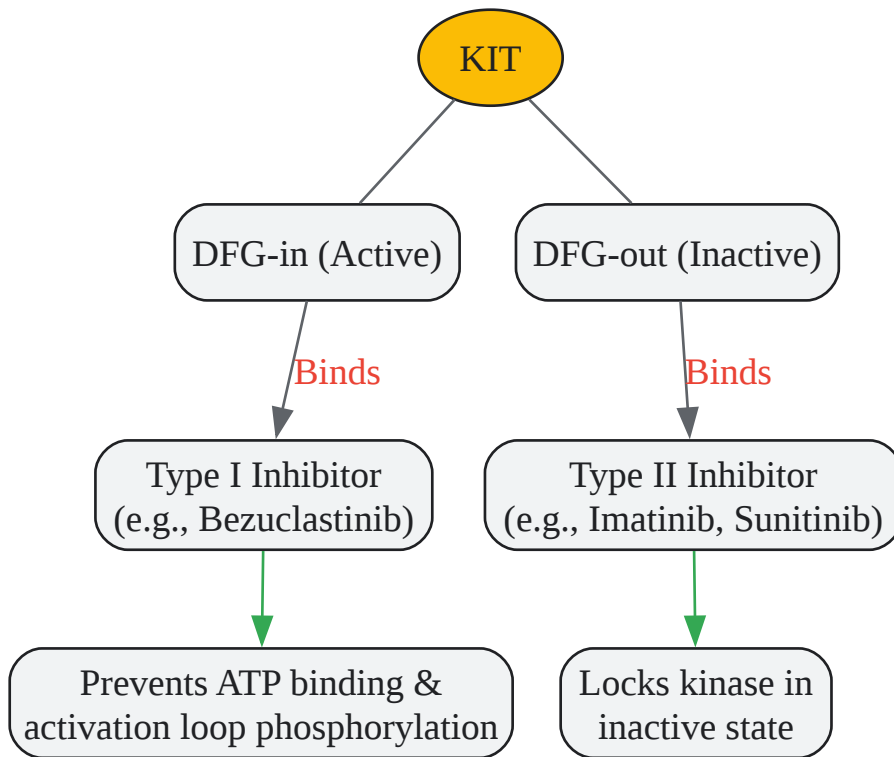 KIT
DFG-in (Active)
DFG-out (Inactive)
Binds
Binds
Type I Inhibitor
(e.g., Bezuclastinib)
Type II Inhibitor
(e.g., Imatinib, Sunitinib)
Prevents ATP binding &
activation loop phosphorylation
Locks kinase in
inactive state